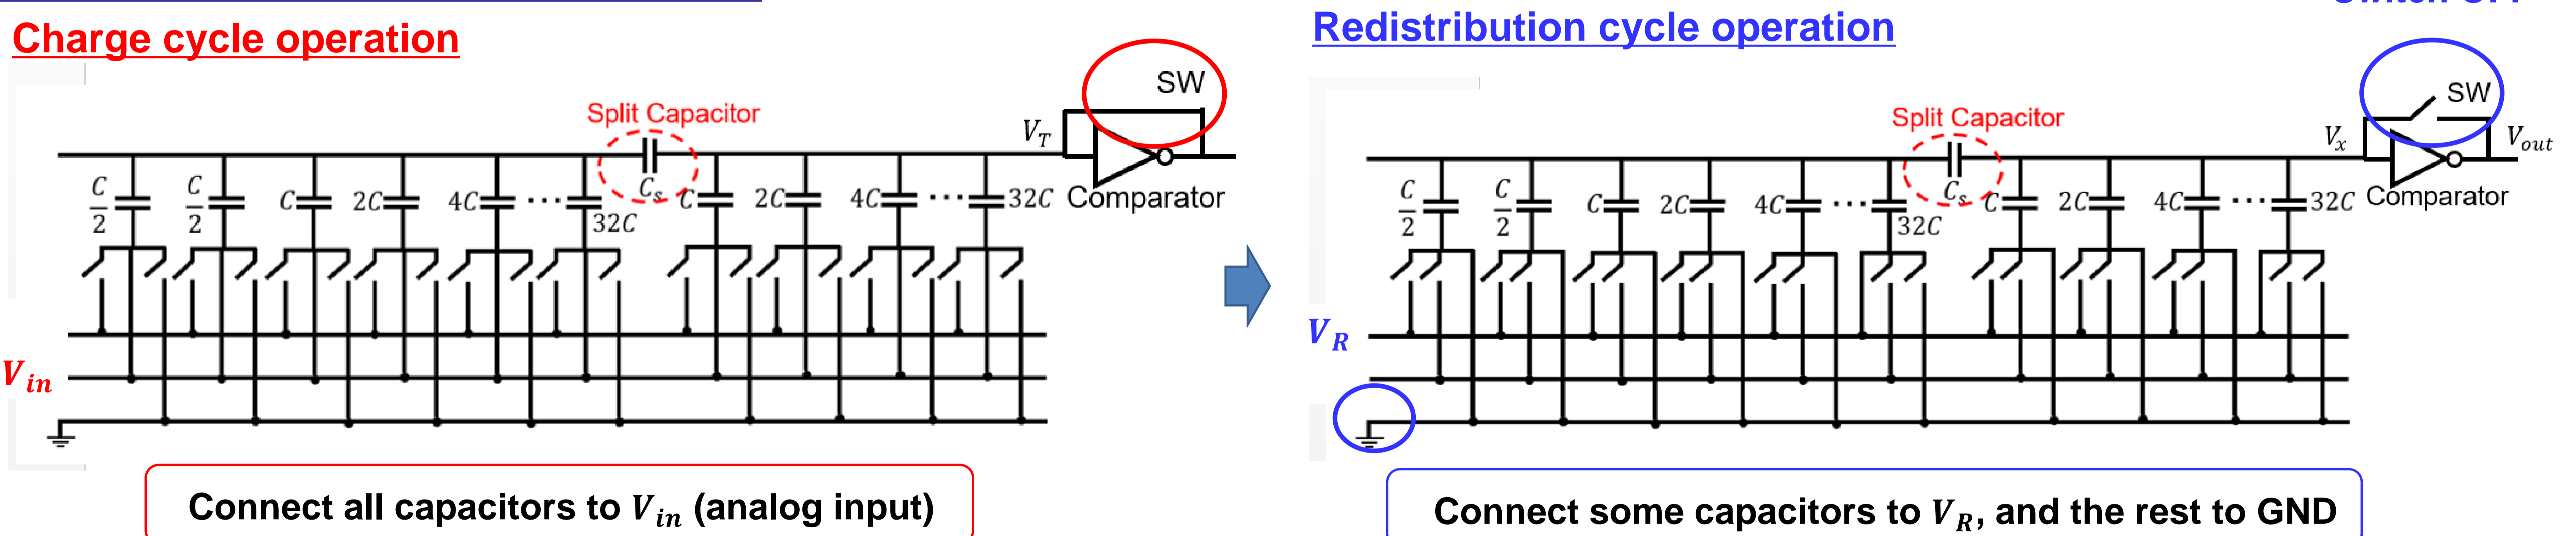 Charge cycle operation
SW
Split Capacitor
V_T
C/2
C/2
C
2C
4C
···
32C
C_s
C
2C
4C
···
32C
Comparator
V_in
Connect all capacitors to V_in (analog input)
Redistribution cycle operation
SW
Split Capacitor
V_x
V_out
C/2
C/2
C
2C
4C
···
32C
C_s
C
2C
4C
···
32C
Comparator
V_R
Connect some capacitors to V_R, and the rest to GND